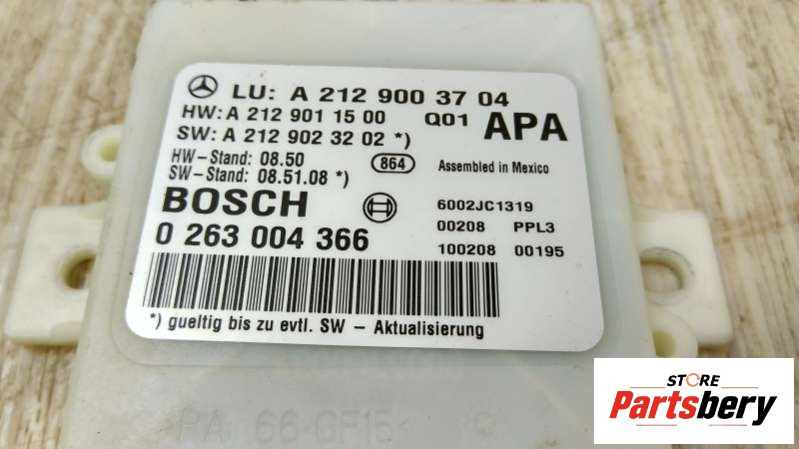 LU: A 212 900 37 04
HW: A 212 901 15 00 Q01 APA
SW: A 212 902 32 02 *)
HW-Stand: 08.50 864 Assembled in Mexico
SW-Stand: 08.51.08 *)
BOSCH 6002JC1319
00208 PPL3
0 263 004 366
100208 00195
*) gueltig bis zu evtl. SW - Aktualisierung
STORE
Partsbery